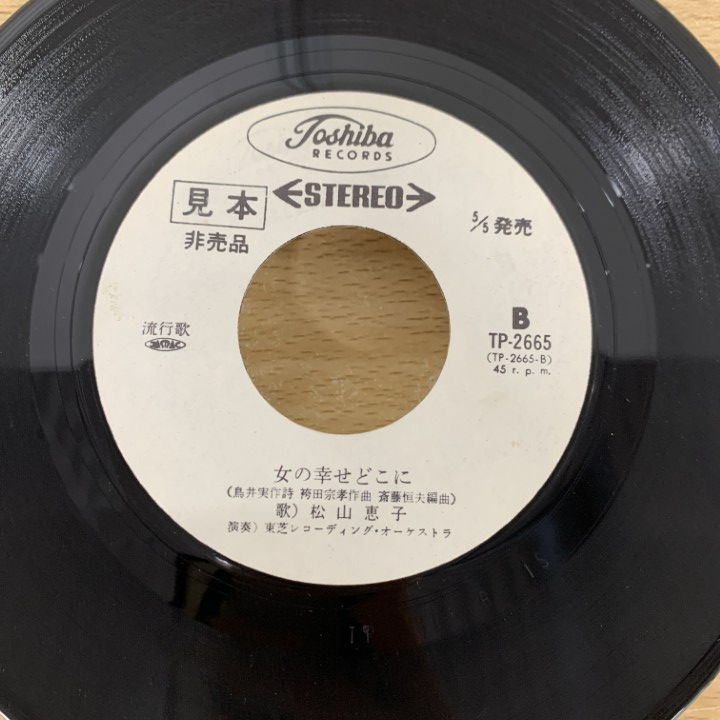 Toshiba
RECORDS
STEREO
見本
非売品
5/5 発売
流行歌
B
TP-2665
(TP-2665-B)
45 r. p. m.
女の幸せどこに
(鳥井実作詩 袴田宗孝作曲 斎藤恒夫編曲)
歌) 松山恵子
演奏) 東芝レコーディング・オーケストラ